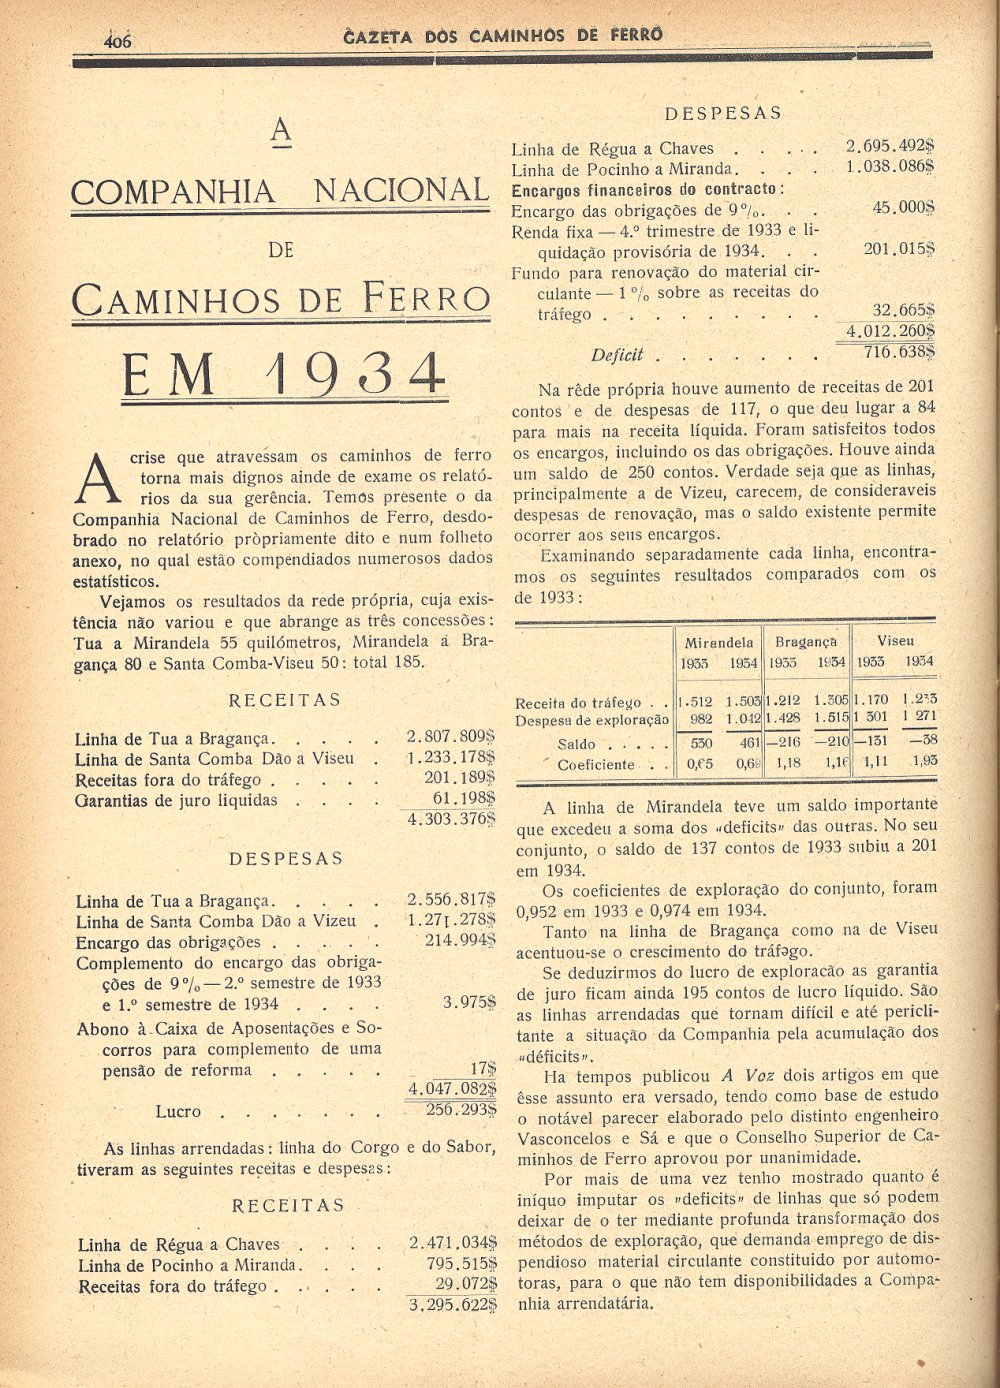 406
GAZETA DOS CAMINHOS DE FERRO
A
COMPANHIA NACIONAL
DE
CAMINHOS DE FERRO
EM 1934
A crise que atravessam os caminhos de ferro
torna mais dignos ainde de exame os relató-
rios da sua gerência. Temos presente o da
Companhia Nacional de Caminhos de Ferro, desdo-
brado no relatório pròpriamente dito e num folheto
anexo, no qual estão compendiados numerosos dados
estatísticos.
Vejamos os resultados da rede própria, cuja exis-
tência não variou e que abrange as três concessões:
Tua a Mirandela 55 quilómetros, Mirandela á Bra-
gança 80 e Santa Comba-Viseu 50: total 185.
RECEITAS
Linha de Tua a Bragança. . . . . 2.807.809$
Linha de Santa Comba Dão a Viseu . 1.233.178$
Receitas fora do tráfego . . . . . 201.189$
Garantias de juro liquidas . . . . 61.198$
4.303.376$
DESPESAS
Linha de Tua a Bragança. . . . . 2.556.817$
Linha de Santa Comba Dão a Vizeu . 1.271.278$
Encargo das obrigações . . . . . 214.994$
Complemento do encargo das obriga-
ções de 9 % — 2.º semestre de 1933
e 1.º semestre de 1934 . . . . 3.975$
Abono à Caixa de Aposentações e So-
corros para complemento de uma
pensão de reforma . . . . . 17$
4.047.082$
Lucro . . . . . . . 256.293$
As linhas arrendadas: linha do Corgo e do Sabor,
tiveram as seguintes receitas e despesas:
RECEITAS
Linha de Régua a Chaves . . . . 2.471.034$
Linha de Pocinho a Miranda. . . . 795.515$
Receitas fora do tráfego . . . . . 29.072$
3.295.622$
DESPESAS
Linha de Régua a Chaves . . . . . 2.695.492$
Linha de Pocinho a Miranda. . . . 1.038.086$
Encargos financeiros do contracto:
Encargo das obrigações de 9 %. . . 45.000$
Renda fixa — 4.º trimestre de 1933 e li-
quidação provisória de 1934. . . 201.015$
Fundo para renovação do material cir-
culante — 1 % sobre as receitas do
tráfego . . . . . . . . . 32.665$
4.012.260$
Deficit . . . . . . . 716.638$
Na rêde própria houve aumento de receitas de 201
contos e de despesas de 117, o que deu lugar a 84
para mais na receita líquida. Foram satisfeitos todos
os encargos, incluindo os das obrigações. Houve ainda
um saldo de 250 contos. Verdade seja que as linhas,
principalmente a de Vizeu, carecem, de consideraveis
despesas de renovação, mas o saldo existente permite
ocorrer aos seus encargos.
Examinando separadamente cada linha, encontra-
mos os seguintes resultados comparados com os
de 1933:
Mirandela Bragança Viseu
1933 1934 1933 1934 1933 1934
Receita do tráfego . . 1.512 1.503 1.212 1.305 1.170 1.233
Despesa de exploração 982 1.042 1.428 1.515 1 301 1 271
Saldo . . . . . 530 461 —216 —210 —131 —38
Coeficiente . . 0,65 0,69 1,18 1,16 1,11 1,93
A linha de Mirandela teve um saldo importante
que excedeu a soma dos «deficits» das outras. No seu
conjunto, o saldo de 137 contos de 1933 subiu a 201
em 1934.
Os coeficientes de exploração do conjunto, foram
0,952 em 1933 e 0,974 em 1934.
Tanto na linha de Bragança como na de Viseu
acentuou-se o crescimento do tráfago.
Se deduzirmos do lucro de exploracão as garantia
de juro ficam ainda 195 contos de lucro líquido. São
as linhas arrendadas que tornam difícil e até pericli-
tante a situação da Companhia pela acumulação dos
«déficits».
Ha tempos publicou A Voz dois artigos em que
êsse assunto era versado, tendo como base de estudo
o notável parecer elaborado pelo distinto engenheiro
Vasconcelos e Sá e que o Conselho Superior de Ca-
minhos de Ferro aprovou por unanimidade.
Por mais de uma vez tenho mostrado quanto é
iníquo imputar os »deficits» de linhas que só podem
deixar de o ter mediante profunda transformação dos
métodos de exploração, que demanda emprego de dis-
pendioso material circulante constituido por automo-
toras, para o que não tem disponibilidades a Compa-
nhia arrendatária.